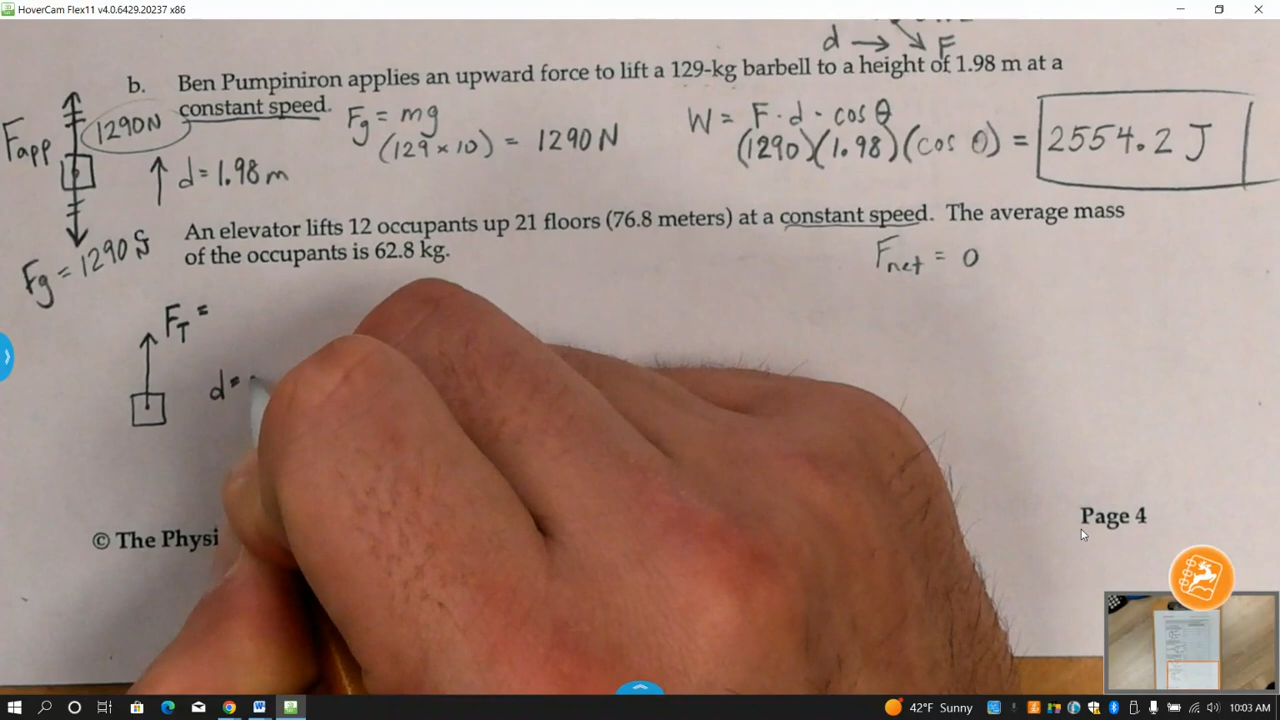 HoverCam Flex11 v4.0.6429.20237 x86
d → F
b. Ben Pumpiniron applies an upward force to lift a 129-kg barbell to a height of 1.98 m at a
constant speed.
Fapp
1290N
Fg = mg
(129 × 10) = 1290 N
W = F · d · cos θ
(1290)(1.98)(cos 0) = 2554.2 J
d = 1.98 m
Fg = 1290
An elevator lifts 12 occupants up 21 floors (76.8 meters) at a constant speed. The average mass
of the occupants is 62.8 kg.
Fnet = 0
FT =
d =
© The Physi
Page 4
42°F Sunny
10:03 AM